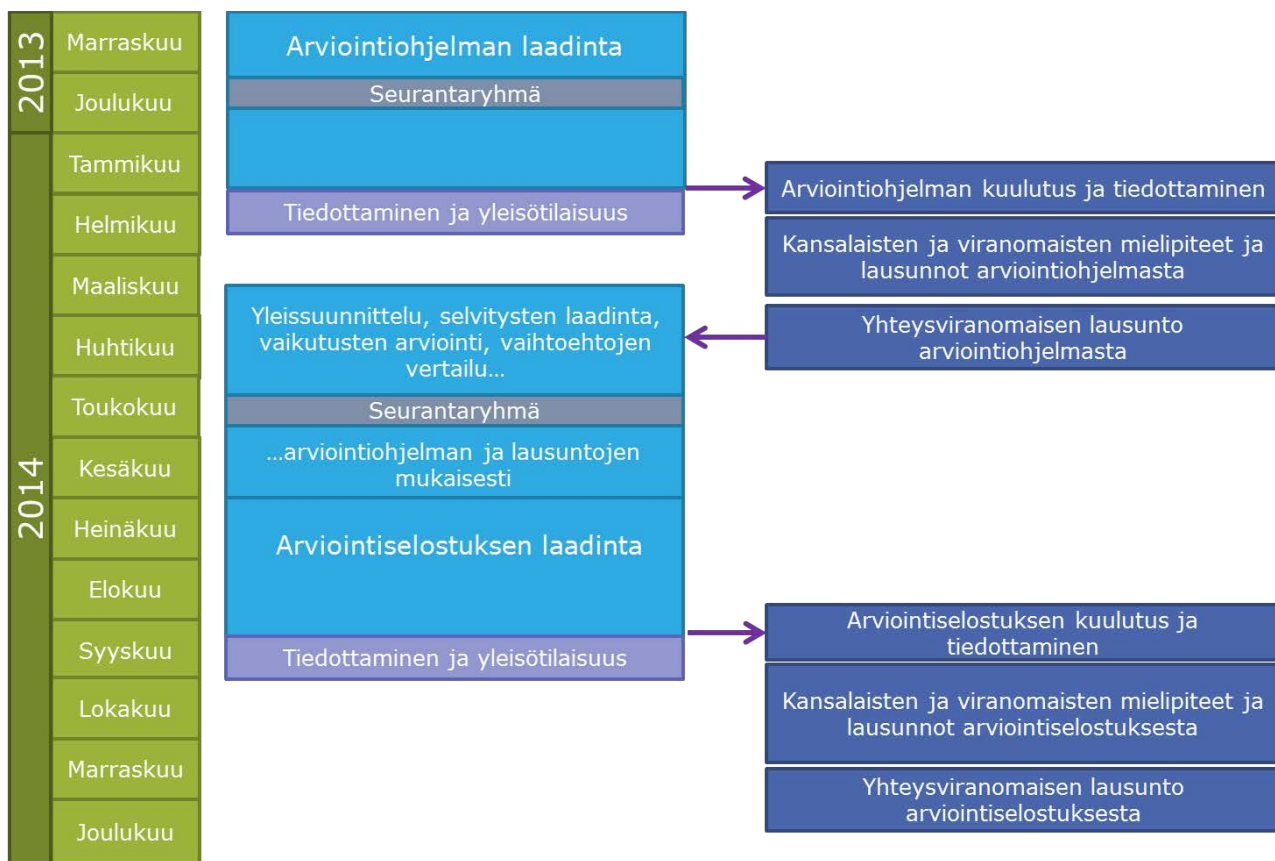 2013
Marraskuu
Joulukuu
2014
Tammikuu
Helmikuu
Maaliskuu
Huhtikuu
Toukokuu
Kesäkuu
Heinäkuu
Elokuu
Syyskuu
Lokakuu
Marraskuu
Joulukuu
Arviointiohjelman laadinta
Seurantaryhmä
Tiedottaminen ja yleisötilaisuus
Yleissuunnittelu, selvitysten laadinta,
vaikutusten arviointi, vaihtoehtojen
vertailu...
Seurantaryhmä
...arviointiohjelman ja lausuntojen
mukaisesti
Arviointiselostuksen laadinta
Tiedottaminen ja yleisötilaisuus
Arviointiohjelman kuulutus ja tiedottaminen
Kansalaisten ja viranomaisten mielipiteet ja
lausunnot arviointiohjelmasta
Yhteysviranomaisen lausunto
arviointiohjelmasta
Arviointiselostuksen kuulutus ja
tiedottaminen
Kansalaisten ja viranomaisten mielipiteet ja
lausunnot arviointiselostuksesta
Yhteysviranomaisen lausunto
arviointiselostuksesta